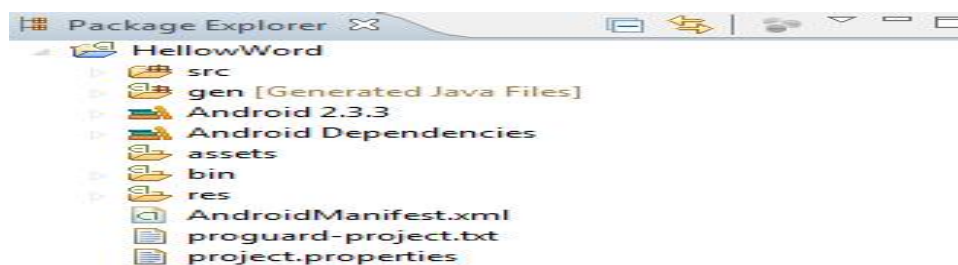 Package Explorer
HellowWord
src
gen [Generated Java Files]
Android 2.3.3
Android Dependencies
assets
bin
res
AndroidManifest.xml
proguard-project.txt
project.properties